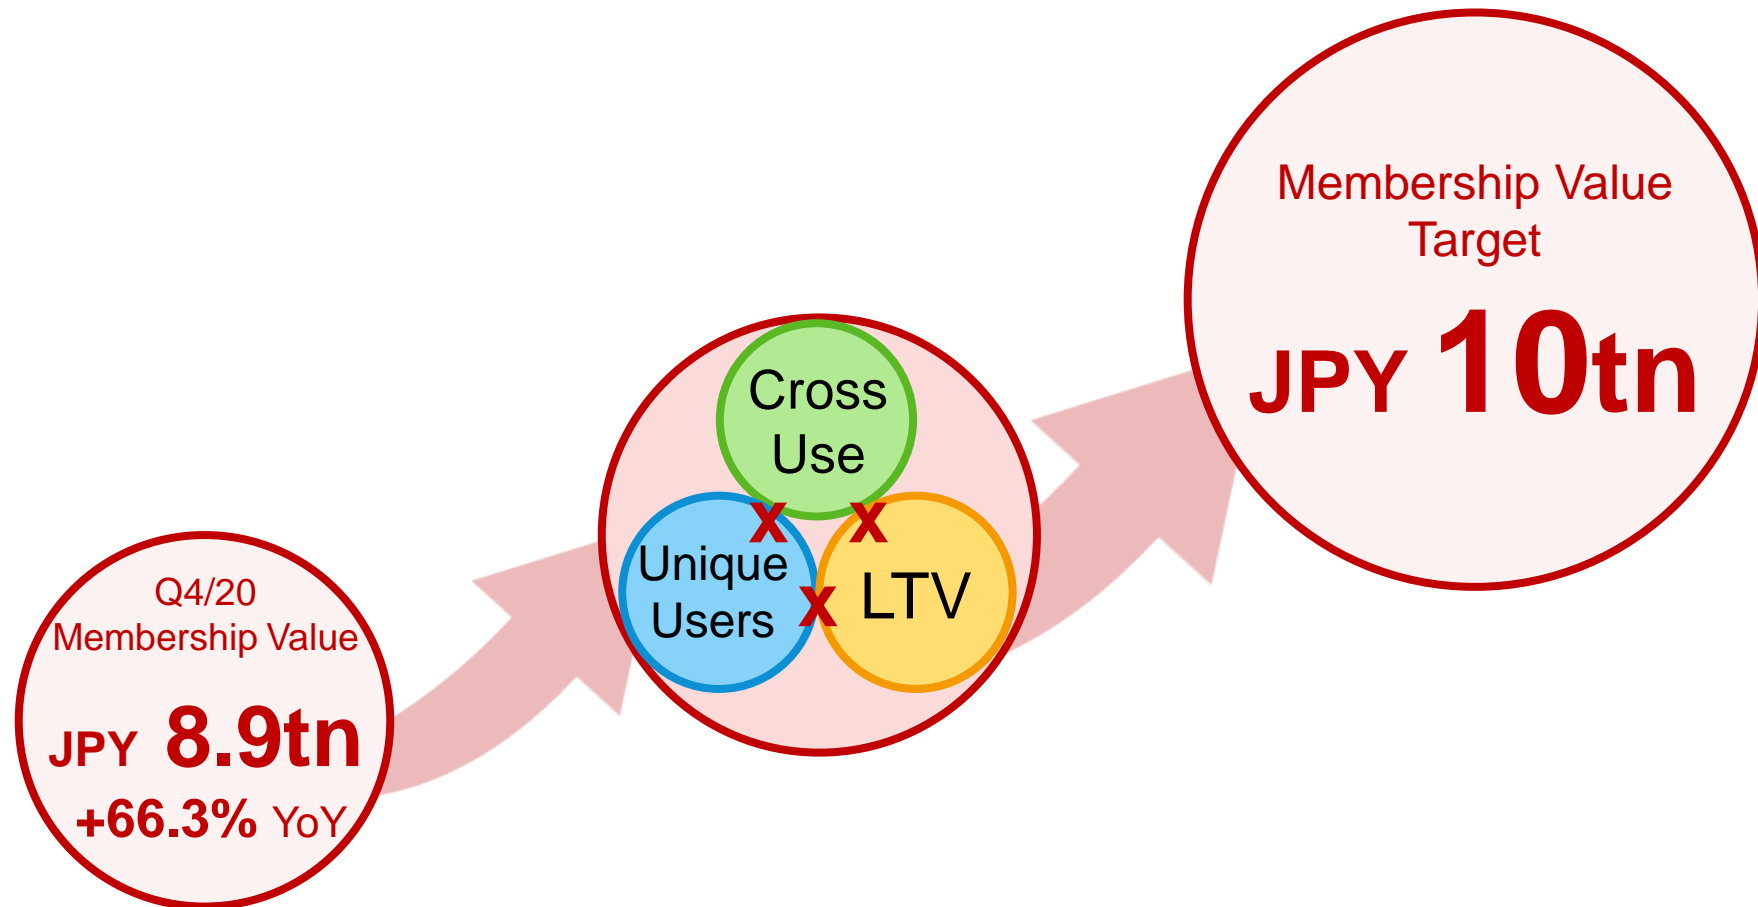 Q4/20
Membership Value
JPY 8.9tn
+66.3% YoY
Cross
Use
x
x
Unique
Users
x
LTV
Membership Value
Target
JPY 10tn